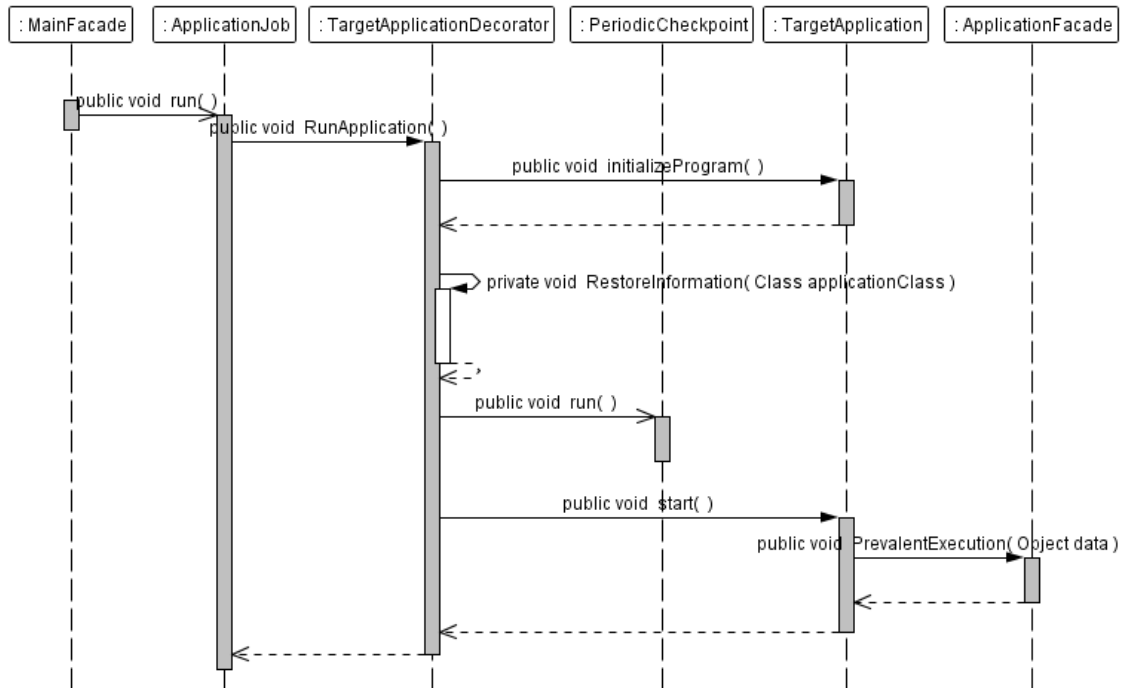 : MainFacade
: ApplicationJob
: TargetApplicationDecorator
: PeriodicCheckpoint
: TargetApplication
: ApplicationFacade
public void run( )
public void RunApplication( )
public void initializeProgram( )
private void RestoreInformation( Class applicationClass )
public void run( )
public void start( )
public void PrevalentExecution( Object data )